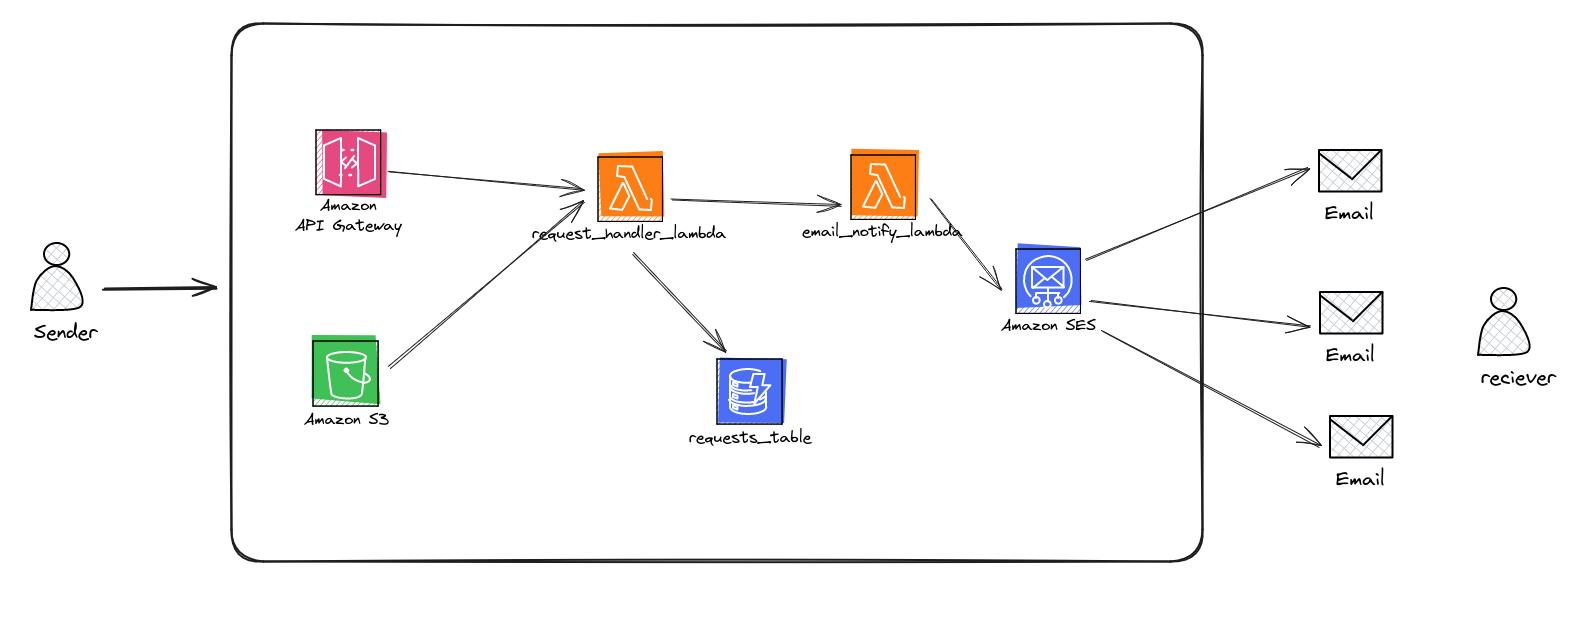 Sender
Amazon
API Gateway
Amazon S3
request_handler_lambda
requests_table
email_notify_lambda
Amazon SES
Email
Email
Email
reciever